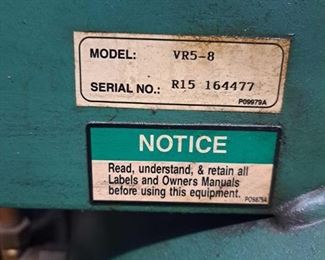 MODEL: VR5-8
SERIAL NO.: R15 164477
P09979A
NOTICE
Read, understand, & retain all
Labels and Owners Manuals
before using this equipment.
P09879A